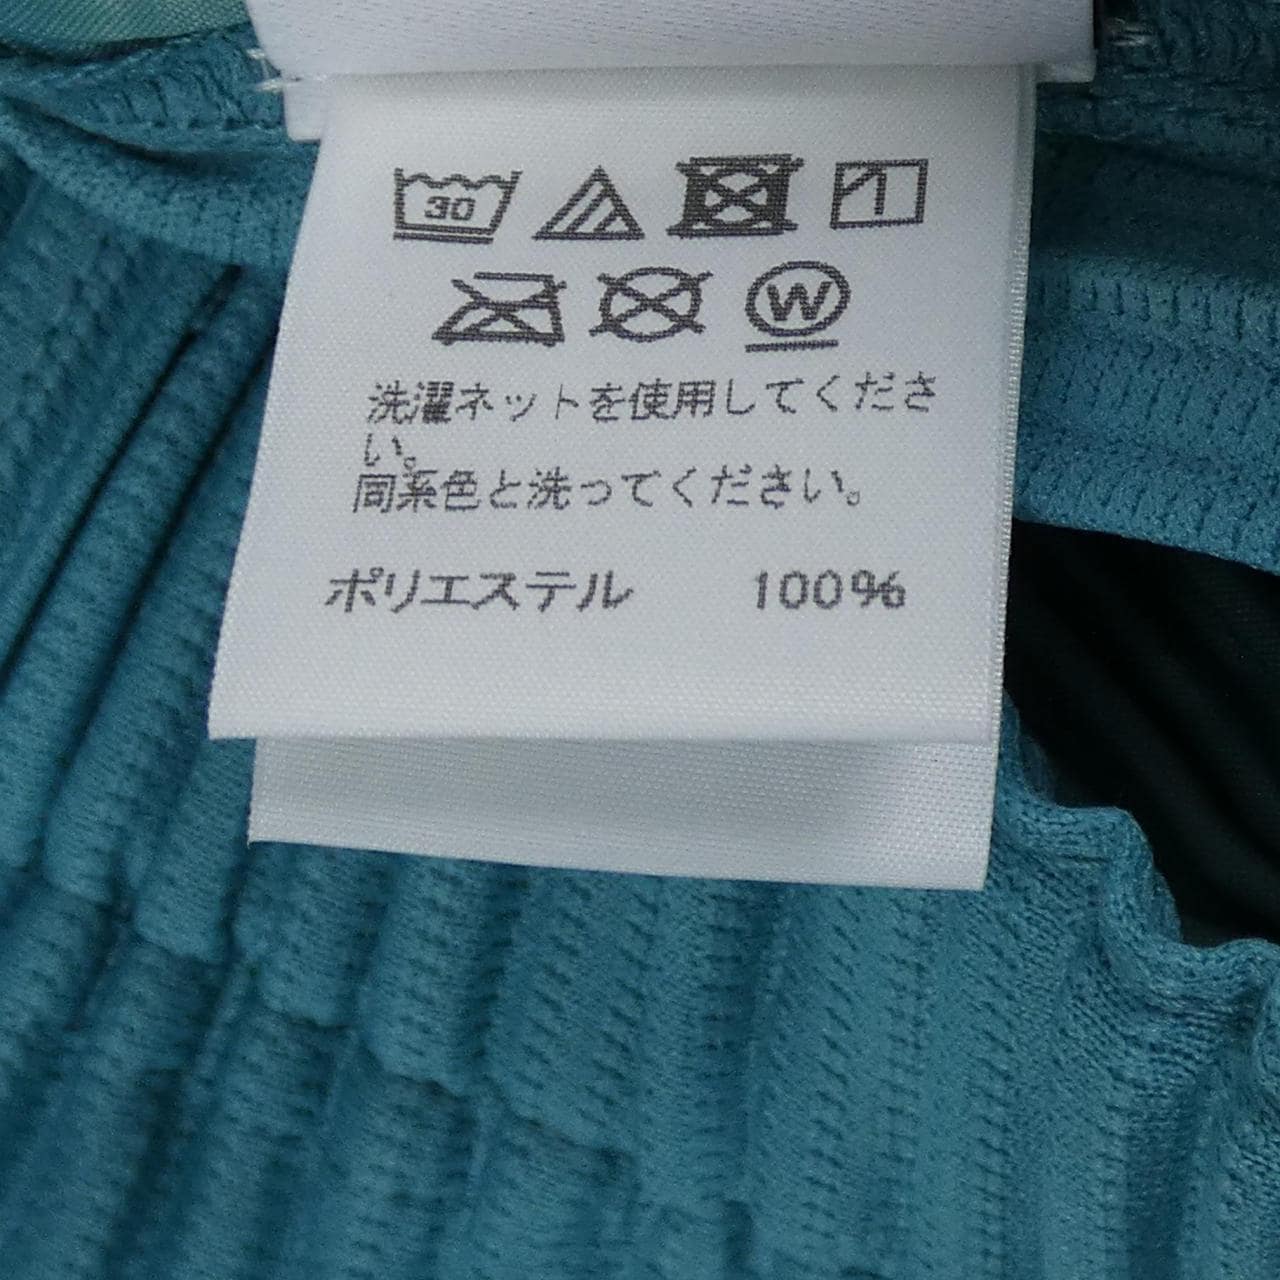 30
W
洗濯ネットを使用してくださ
い。
同系色と洗ってください。
ポリエステル 100%